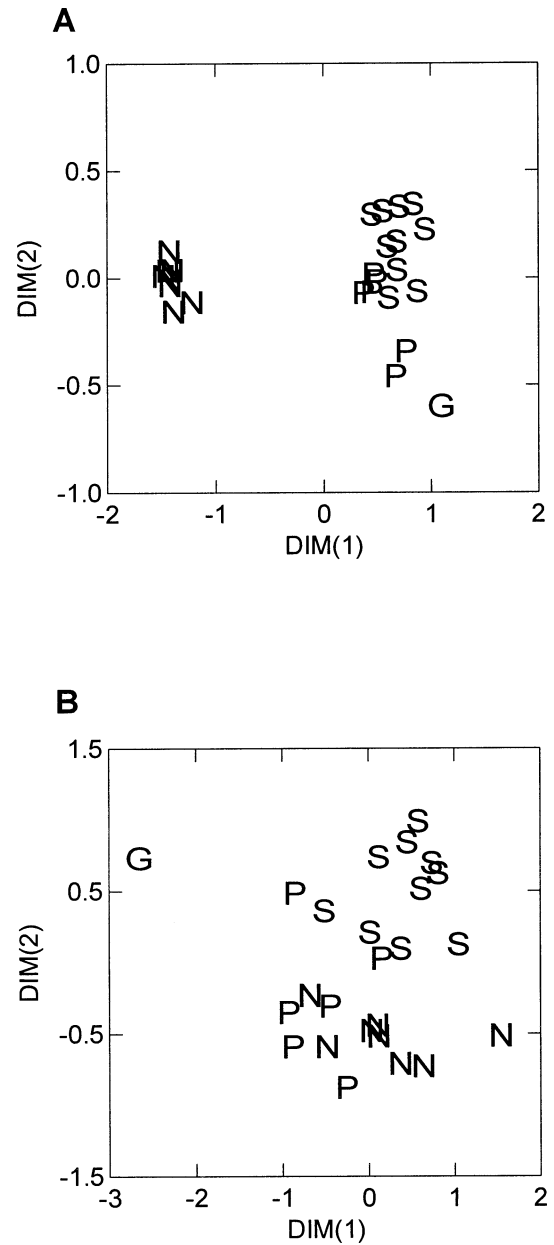 A
1.0
0.5
S S S S
S
N S S
N S
0.0 N P
N P S
N P S
N
-0.5 P
P
G
-1.0
-2 -1 0 1 2
DIM(1)
DIM(2)
B
1.5
S
S
G S S
S
0.5 P S
S
S
S S
P
N P
P
N
-0.5 N N N
P N
N N
P
-1.5
-3 -2 -1 0 1 2
DIM(1)
DIM(2)